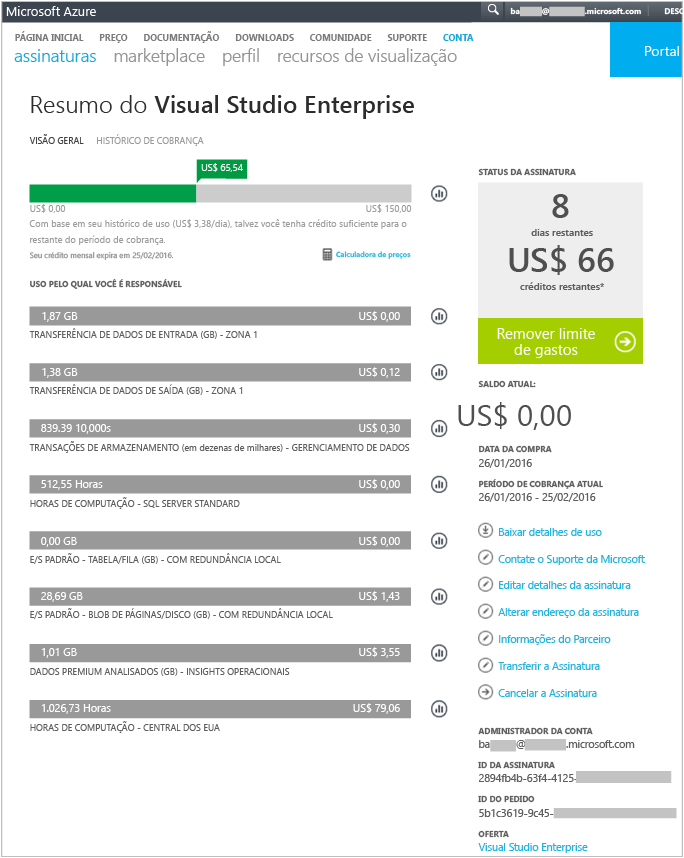 Microsoft Azure
ba @ .microsoft.com
DESC
PÁGINA INICIAL PREÇO DOCUMENTAÇÃO DOWNLOADS COMUNIDADE SUPORTE CONTA
assinaturas marketplace perfil recursos de visualização
Portal
Resumo do Visual Studio Enterprise
VISÃO GERAL HISTÓRICO DE COBRANÇA
US$ 65,54
US$ 0,00 US$ 150,00
Com base em seu histórico de uso (US$ 3,38/dia), talvez você tenha crédito suficiente para o
restante do período de cobrança.
Seu crédito mensal expira em 25/02/2016.
Calculadora de preços
USO PELO QUAL VOCÊ É RESPONSÁVEL
1,87 GB US$ 0,00
TRANSFERÊNCIA DE DADOS DE ENTRADA (GB) - ZONA 1
1,38 GB US$ 0,12
TRANSFERÊNCIA DE DADOS DE SAÍDA (GB) - ZONA 1
839.39 10,000s US$ 0,30
TRANSAÇÕES DE ARMAZENAMENTO (em dezenas de milhares) - GERENCIAMENTO DE DADOS
512,55 Horas US$ 0,00
HORAS DE COMPUTAÇÃO - SQL SERVER STANDARD
0,00 GB US$ 0,00
E/S PADRÃO - TABELA/FILA (GB) - COM REDUNDÂNCIA LOCAL
28,69 GB US$ 1,43
E/S PADRÃO - BLOB DE PÁGINAS/DISCO (GB) - COM REDUNDÂNCIA LOCAL
1,01 GB US$ 3,55
DADOS PREMIUM ANALISADOS (GB) - INSIGHTS OPERACIONAIS
1.026,73 Horas US$ 79,06
HORAS DE COMPUTAÇÃO - CENTRAL DOS EUA
STATUS DA ASSINATURA
8
dias restantes
US$ 66
créditos restantes*
Remover limite
de gastos
SALDO ATUAL:
US$ 0,00
DATA DA COMPRA
26/01/2016
PERÍODO DE COBRANÇA ATUAL
26/01/2016 - 25/02/2016
Baixar detalhes de uso
Contate o Suporte da Microsoft
Editar detalhes da assinatura
Alterar endereço da assinatura
Informações do Parceiro
Transferir a Assinatura
Cancelar a Assinatura
ADMINISTRADOR DA CONTA
ba @ .microsoft.com
ID DA ASSINATURA
2894fb4b-63f4-4125-
ID DO PEDIDO
5b1c3619-9c45-
OFERTA
Visual Studio Enterprise